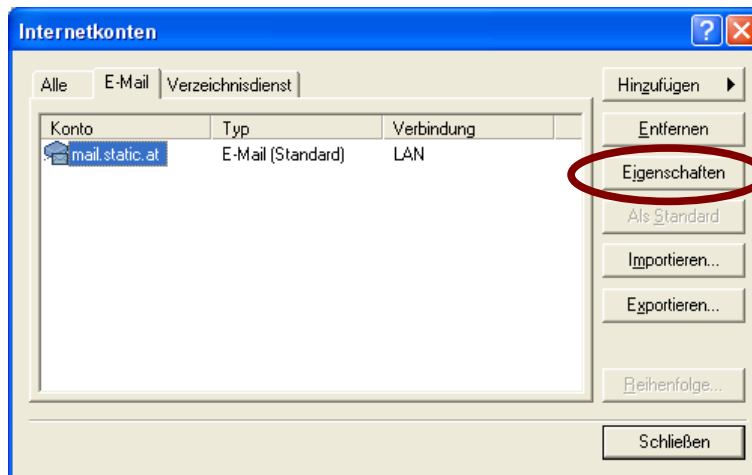 Internetkonten
Alle E-Mail Verzeichnisdienst
Konto Typ Verbindung
mail.static.at E-Mail (Standard) LAN
Hinzufügen
Entfernen
Eigenschaften
Als Standard
Importieren...
Exportieren...
Reihenfolge...
Schließen